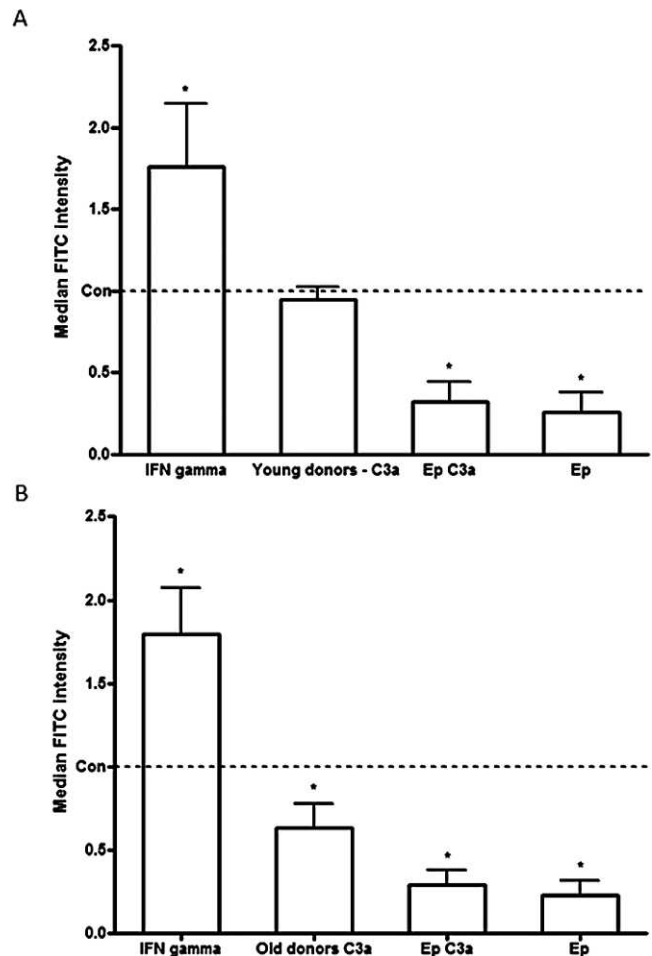 A
2.5
2.0
1.5
Con
0.5
0.0
Median FITC Intensity
*
*
*
IFN gamma Young donors - C3a Ep C3a Ep
B
2.5
2.0
1.5
Con
0.5
0.0
Median FITC Intensity
*
*
*
*
IFN gamma Old donors C3a Ep C3a Ep